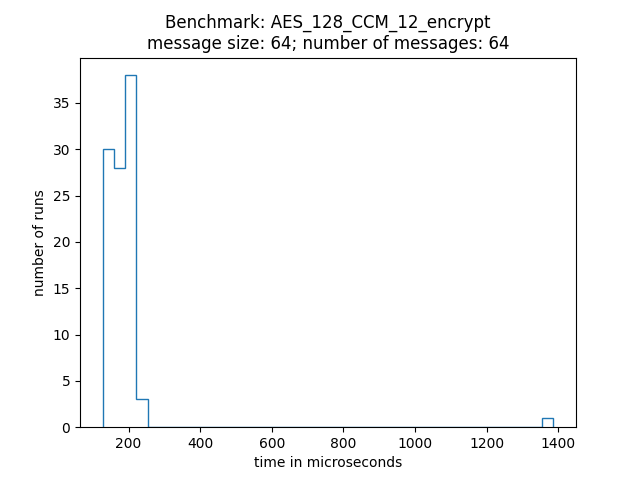 Benchmark: AES_128_CCM_12_encrypt
message size: 64; number of messages: 64
number of runs
35
30
25
20
15
10
5
0
200 400 600 800 1000 1200 1400
time in microseconds